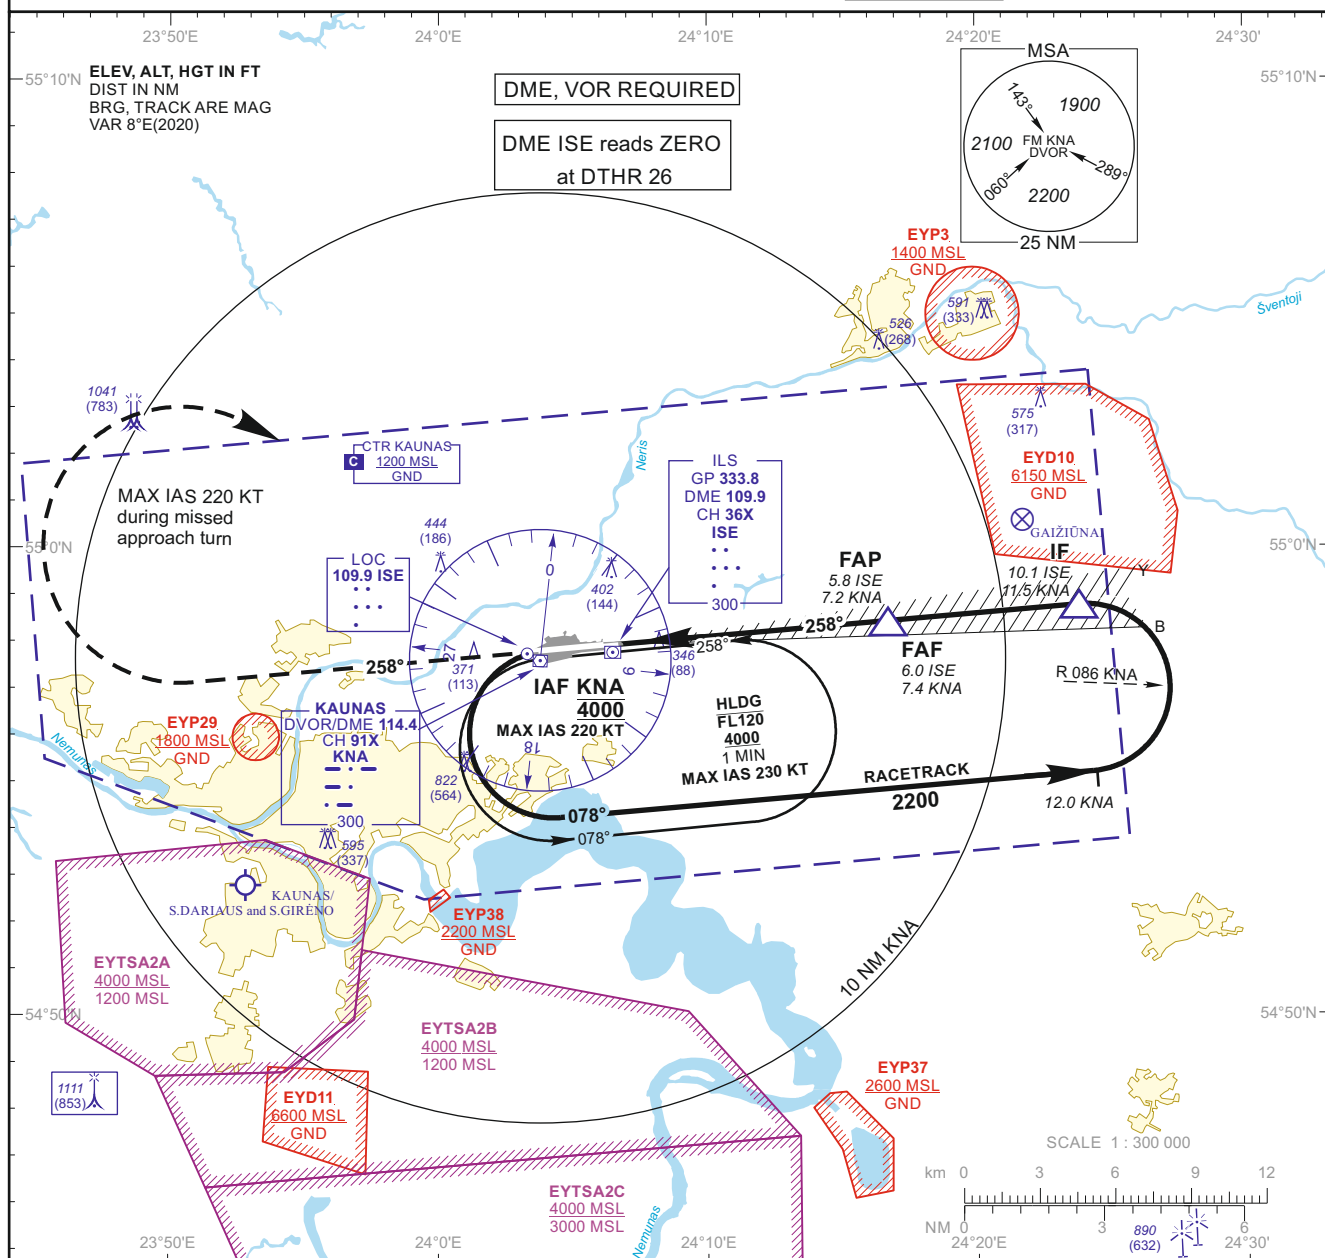 23°50'E
24°0'E
24°10'E
24°20'E
24°30'
55°10'N
55°10'N
ELEV, ALT, HGT IN FT
DIST IN NM
BRG, TRACK ARE MAG
VAR 8°E(2020)
DME, VOR REQUIRED
DME ISE reads ZERO
at DTHR 26
MSA
143°
1900
2100
FM KNA
DVOR
289°
060°
2200
25 NM
EYP3
1400 MSL
GND
591
(333)
526
(268)
Šventoji
1041
(783)
CTR KAUNAS
C
1200 MSL
GND
Neris
ILS
GP 333.8
DME 109.9
CH 36X
ISE
300
575
(317)
EYD10
6150 MSL
GND
GAIŽIŪNAI
MAX IAS 220 KT
during missed
approach turn
55°0'N
55°0'N
444
(186)
LOC
109.9 ISE
0
402
(144)
FAP
5.8 ISE
7.2 KNA
IF
10.1 ISE
11.5 KNA
Y
B
258°
258°
258°
27
371
(113)
346
(88)
9
FAF
6.0 ISE
7.4 KNA
R 086 KNA
IAF KNA
4000
MAX IAS 220 KT
18
HLDG
FL120
4000
1 MIN
MAX IAS 230 KT
KAUNAS
DVOR/DME 114.4
CH 91X
KNA
300
EYP29
1800 MSL
GND
Nemunas
822
(564)
RACETRACK
2200
12.0 KNA
078°
078°
595
(337)
KAUNAS/
S.DARIAUS and S.GIRĖNO
EYP38
2200 MSL
GND
10 NM KNA
EYTSA2A
4000 MSL
1200 MSL
54°50'N
54°50'N
EYTSA2B
4000 MSL
1200 MSL
1111
(853)
EYD11
6600 MSL
GND
EYP37
2600 MSL
GND
SCALE 1 : 300 000
km 0 3 6 9 12
NM 0 3 6
EYTSA2C
4000 MSL
3000 MSL
Nemunas
890
(632)
23°50'E
24°0'E
24°10'E
24°20'E
24°30'